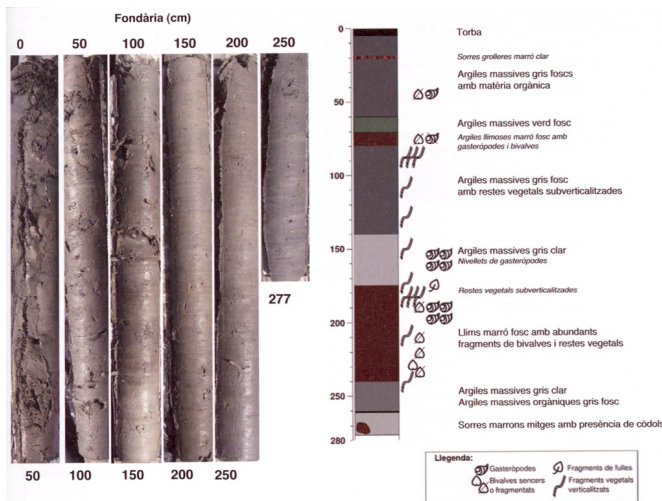 Fondària (cm)
0 50 100 150 200 250
277
50 100 150 200 250
0
50
100
150
200
250
280
Torba
Sorres grolleres marró clar
Argiles massives gris foscs
amb matèria orgànica
Argiles massives verd fosc
Argiles llimoses marró fosc amb
gasteròpodes i bivalves
Argiles massives gris fosc
amb restes vegetals subverticalitzades
Argiles massives gris clar
Nivellets de gasteròpodes
Restes vegetals subverticalizades
Llims marró fosc amb abundants
fragments de bivalves i restes vegetals
Argiles massives gris clar
Argiles massives orgàniques gris fosc
Sorres marrons mitges amb presència de còdols
Llegenda:
Gasteròpodes
Bivalves sencers
o fragmentats
Fragments de fulles
Fragments vegetals
verticalitzats